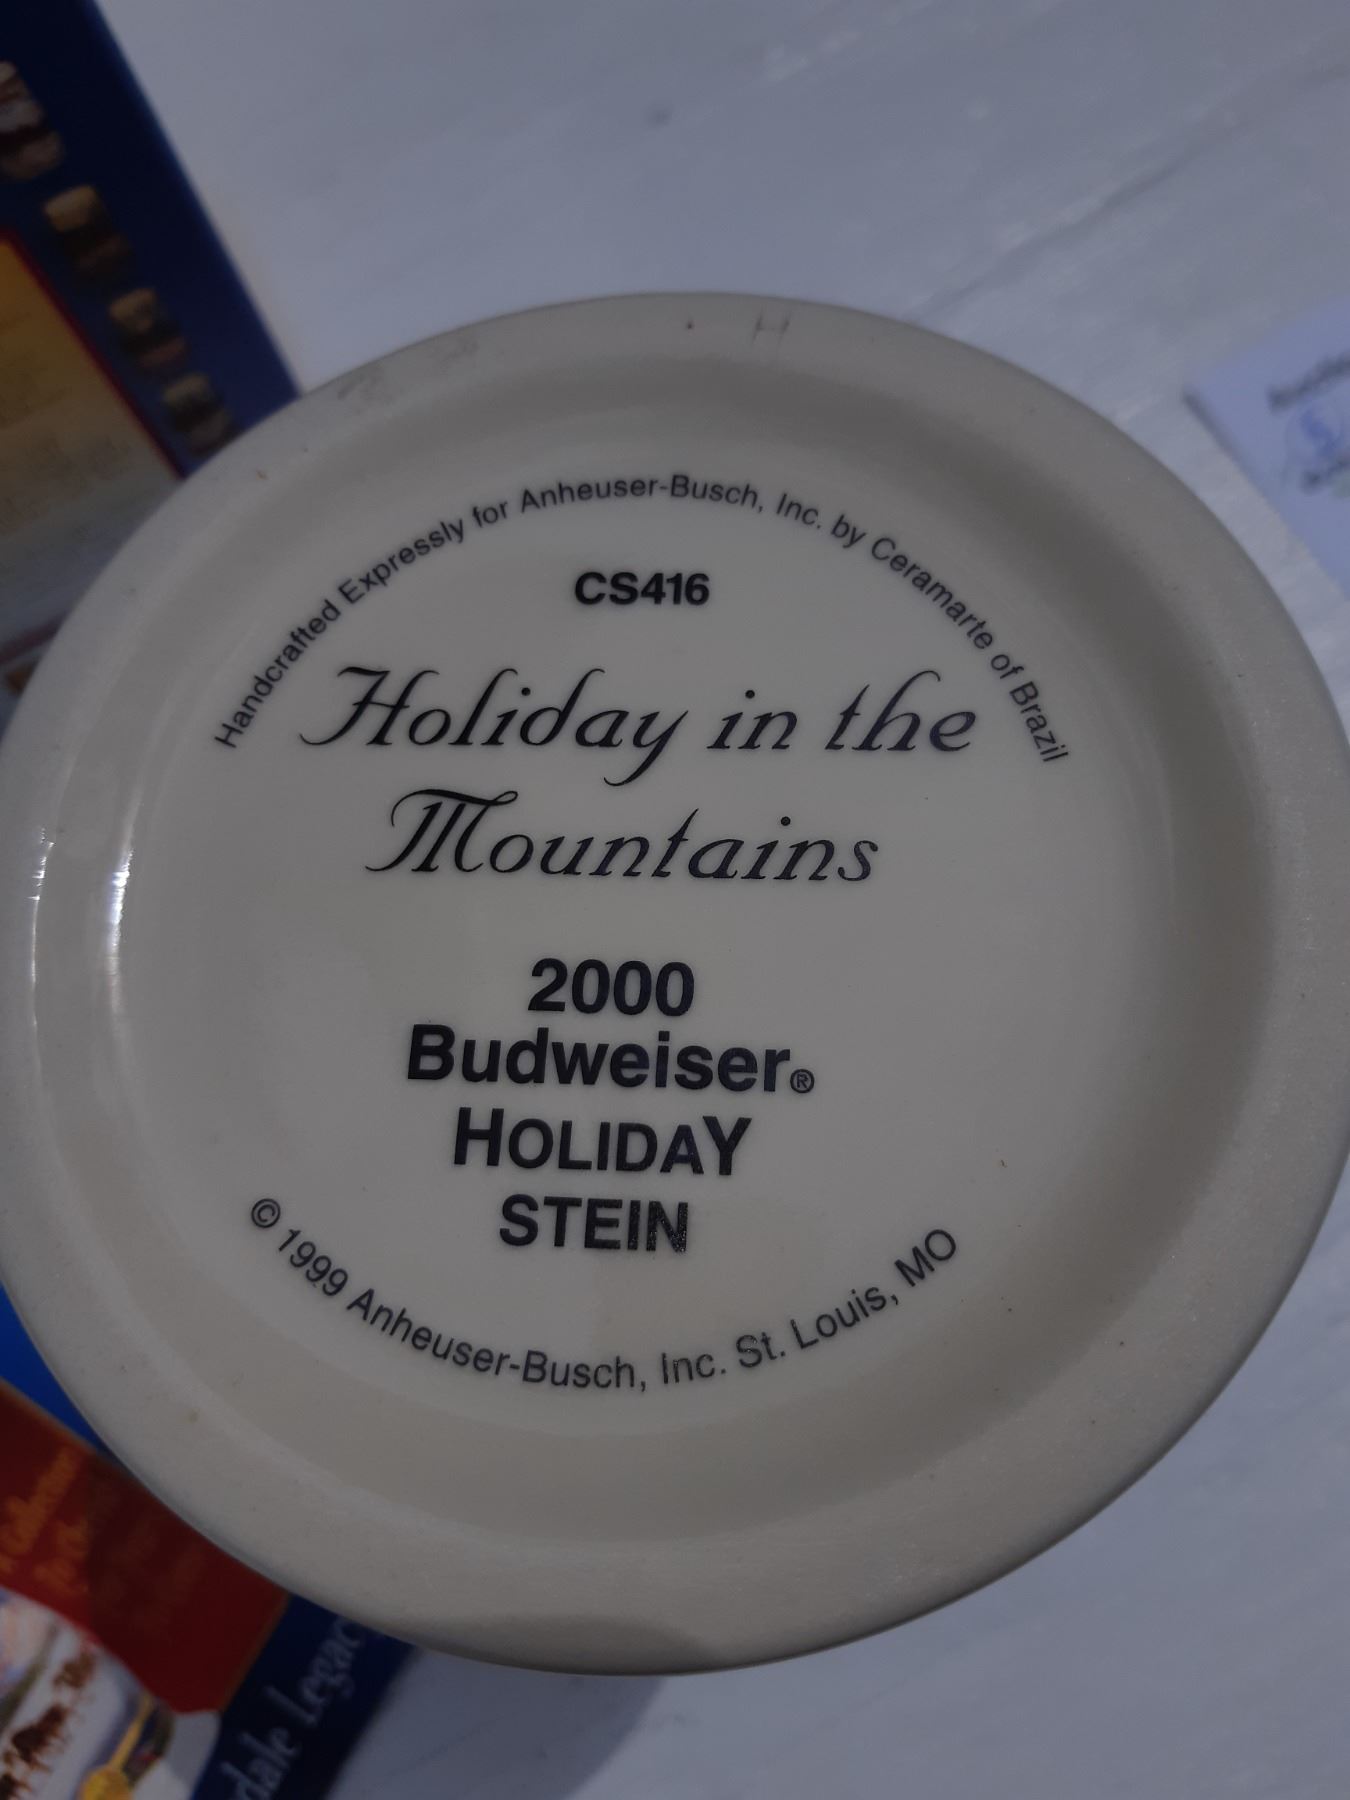 Handcrafted Expressly for Anheuser-Busch, Inc. by Ceramarte of Brazil
CS416
Holiday in the
Mountains
2000
Budweiser®
HOLIDAY
STEIN
© 1999 Anheuser-Busch, Inc. St. Louis, MO
Collection